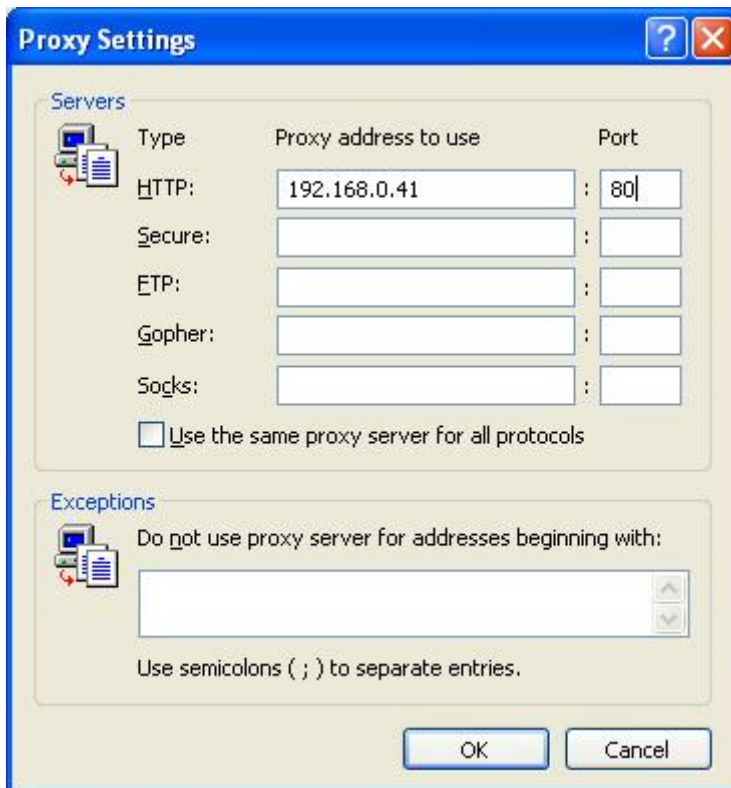 Proxy Settings
Servers
Type Proxy address to use Port
HTTP: 192.168.0.41 : 80
Secure: :
FTP: :
Gopher: :
Socks: :
Use the same proxy server for all protocols
Exceptions
Do not use proxy server for addresses beginning with:
Use semicolons ( ; ) to separate entries.
OK Cancel